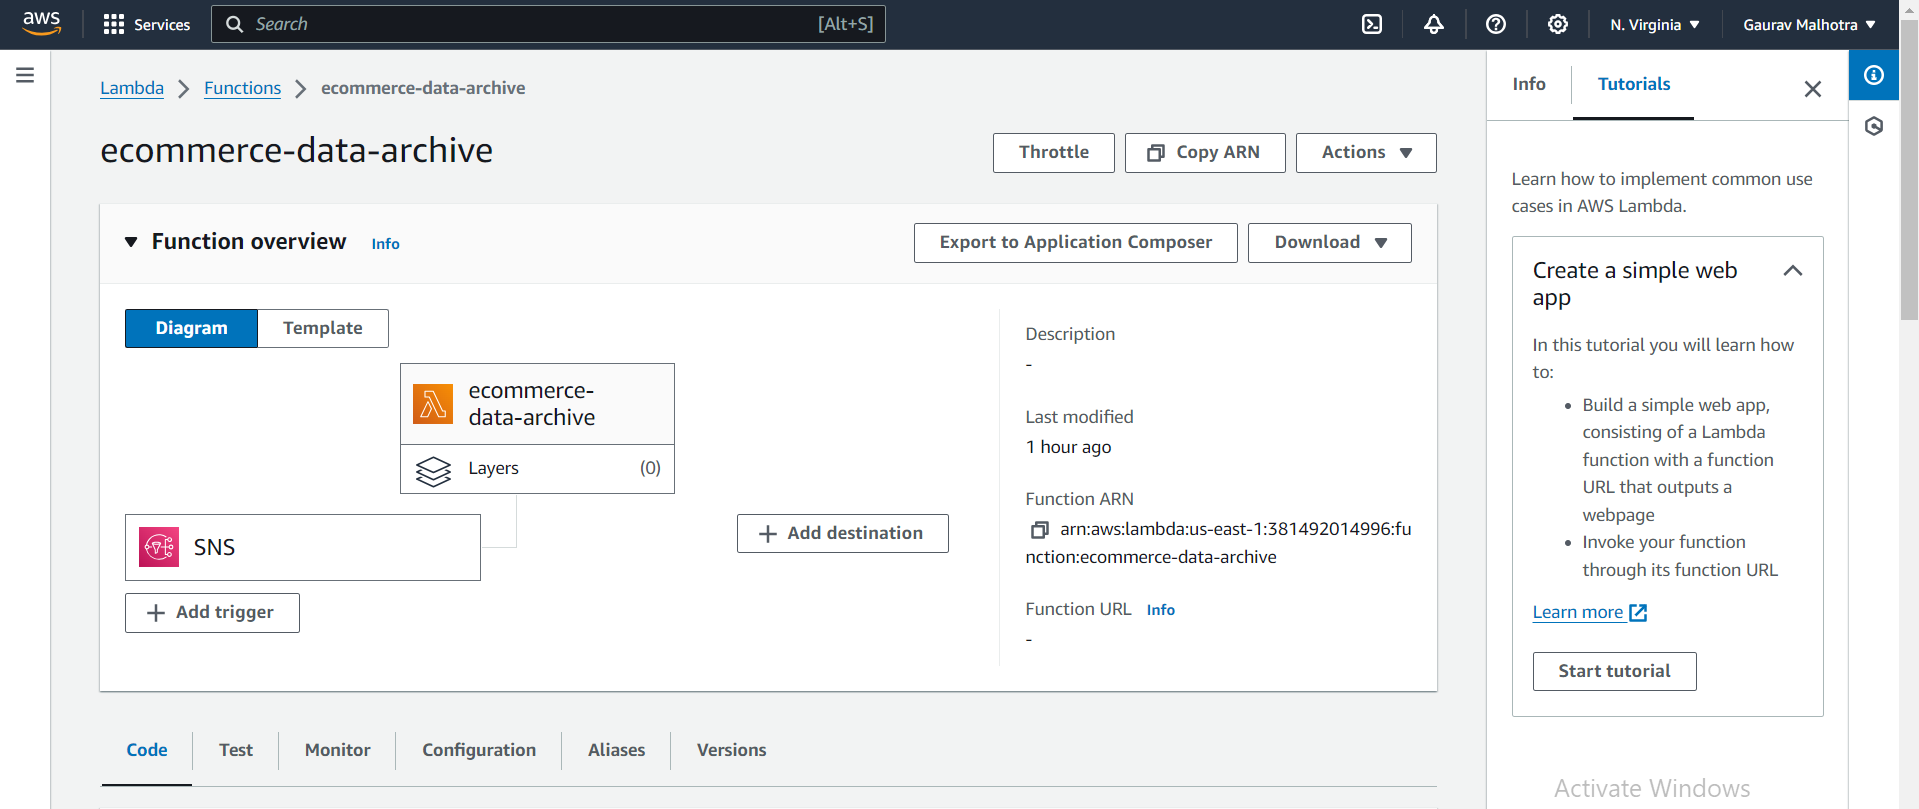 aws
Services
Search
[Alt+S]
N. Virginia
Gaurav Malhotra
Lambda
Functions
ecommerce-data-archive
ecommerce-data-archive
Throttle
Copy ARN
Actions
Function overview
Info
Export to Application Composer
Download
Diagram
Template
ecommerce-
data-archive
Layers
(0)
SNS
Add trigger
Add destination
Description
-
Last modified
1 hour ago
Function ARN
arn:aws:lambda:us-east-1:381492014996:fu
nction:ecommerce-data-archive
Function URL
Info
-
Code
Test
Monitor
Configuration
Aliases
Versions
Info
Tutorials
Learn how to implement common use
cases in AWS Lambda.
Create a simple web
app
In this tutorial you will learn how
to:
• Build a simple web app,
consisting of a Lambda
function with a function
URL that outputs a
webpage
• Invoke your function
through its function URL
Learn more
Start tutorial
Activate Windows